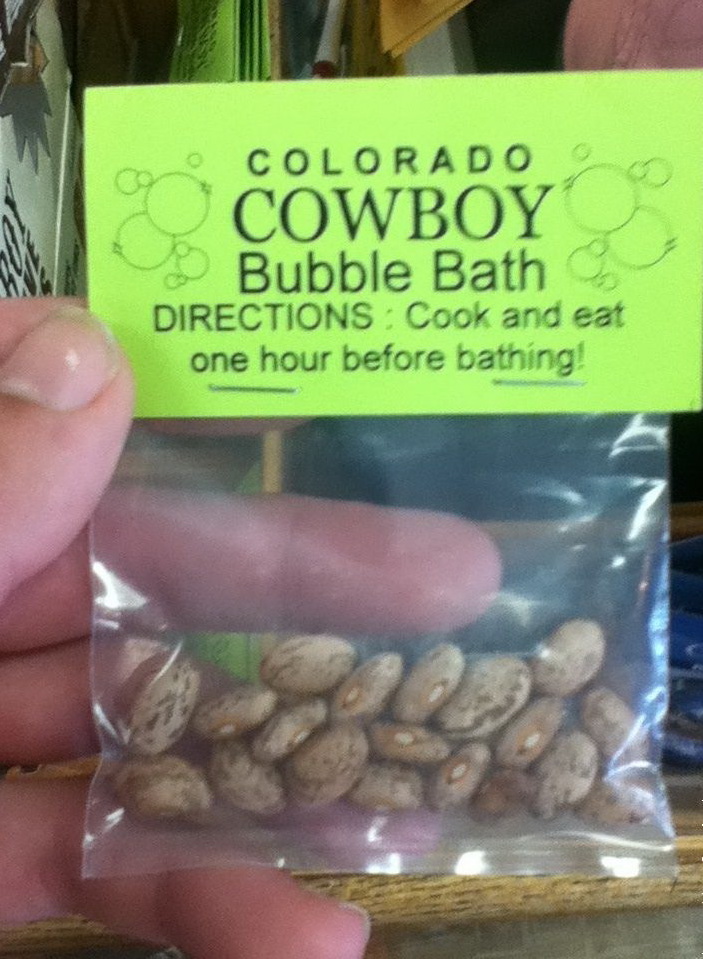 COLORADO
COWBOY
Bubble Bath
DIRECTIONS : Cook and eat
one hour before bathing!